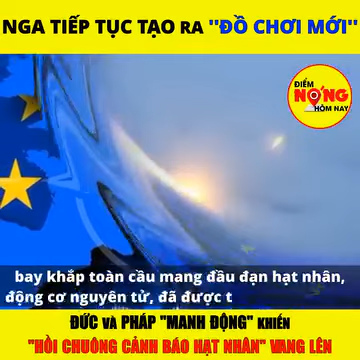 NGA TIẾP TỤC TẠO RA "ĐỒ CHƠI MỚI"
ĐIỂM
NÓNG
HÔM NAY
bay khắp toàn cầu mang đầu đạn hạt nhân,
động cơ nguyên tử, đã được t
ĐỨC VÀ PHÁP "MANH ĐỘNG" KHIẾN
"HỒI CHUÔNG CẢNH BÁO HẠT NHÂN" VANG LÊN